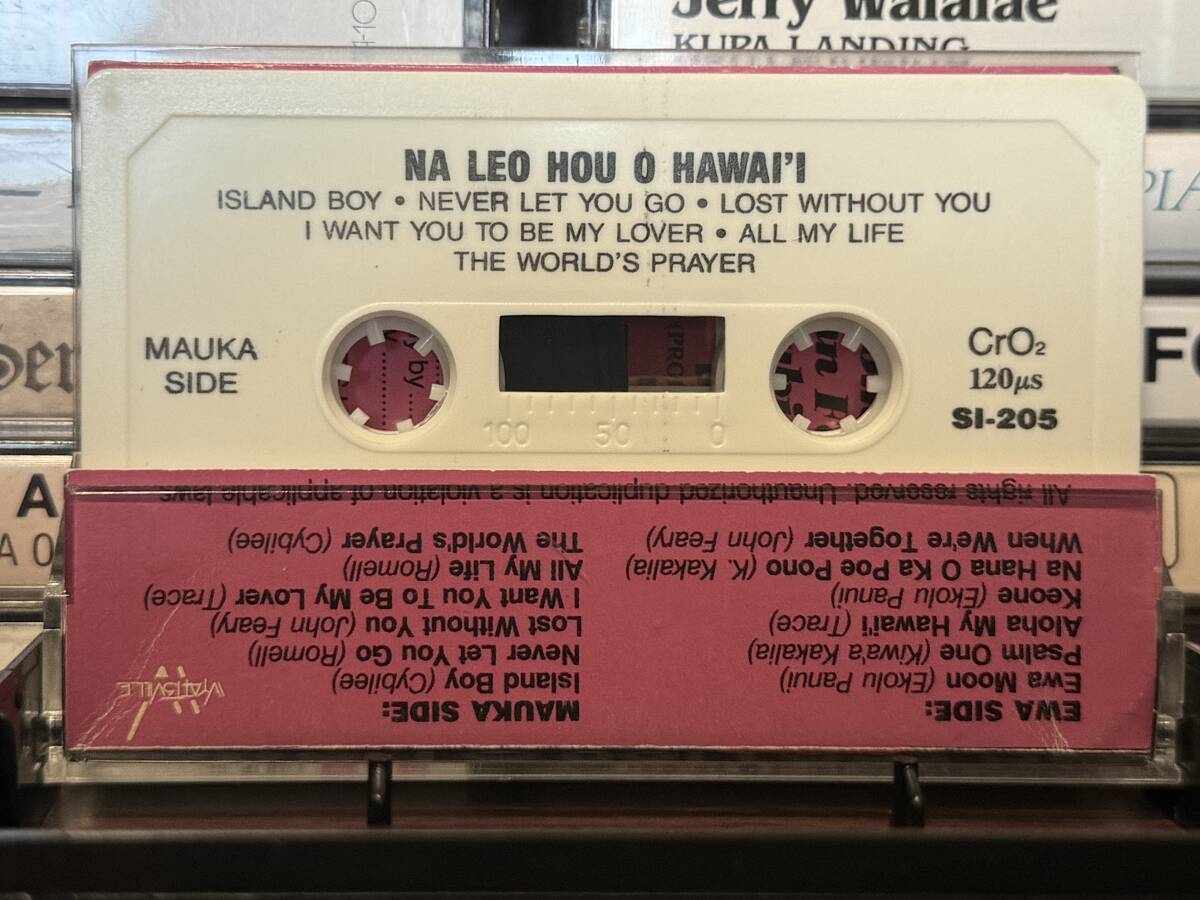 Jerry Walalae
KUPA LANDING
NA LEO HOU O HAWAI'I
ISLAND BOY • NEVER LET YOU GO • LOST WITHOUT YOU
I WANT YOU TO BE MY LOVER • ALL MY LIFE
THE WORLD'S PRAYER
MAUKA
SIDE
by
100 50 0
CrO₂
120µs
SI-205
MAUKA SIDE:
Island Boy (Cybilee)
Never Let You Go (Romell)
Lost Without You (John Feary)
I Want You To Be My Lover (Trace)
All My Life (Romell)
The World's Prayer (Cybilee)
EWA SIDE:
Ewa Moon (Ekolu Panui)
Psalm One (Kiwa'a Kakalia)
Aloha My Hawai'i (Trace)
Keone (Ekolu Panui)
Na Hana O Ka Poe Pono (K. Kakalia)
When We're Together (John Feary)
All rights reserved. Unauthorized duplication is a violation of applicable laws.
WYATTSVILLE